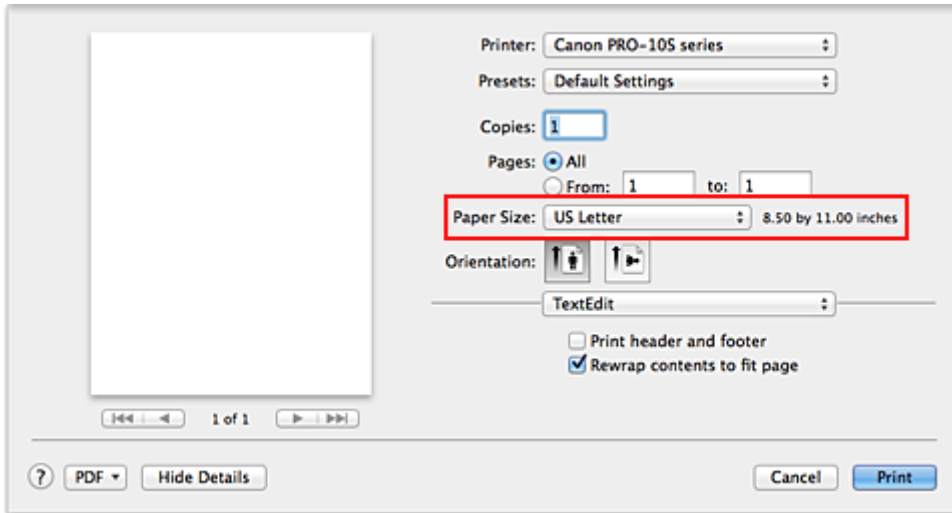 Printer: Canon PRO-10S series
Presets: Default Settings
Copies: 1
Pages: All
From: 1 to: 1
Paper Size: US Letter 8.50 by 11.00 inches
Orientation:
TextEdit
Print header and footer
Rewrap contents to fit page
1 of 1
? PDF Hide Details Cancel Print